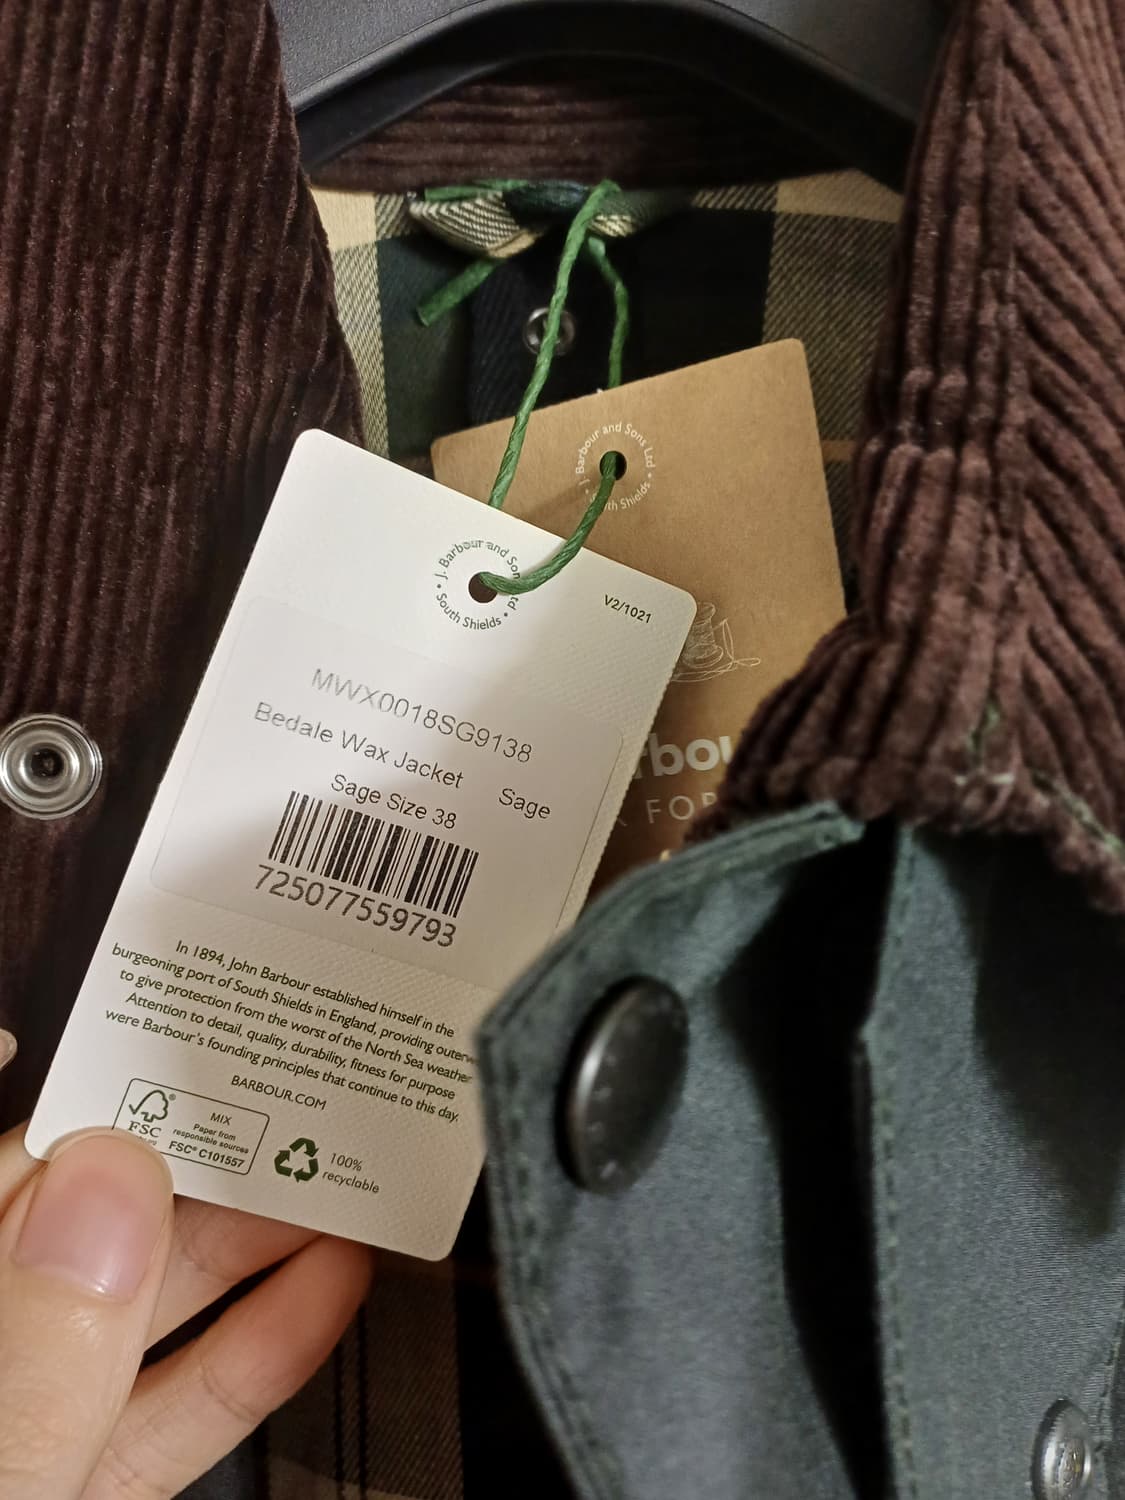 J. Barbour and Sons Ltd
South Shields
J. Barbour and Sons
South Shields
V2/1021
MWX0018SG9138
Bedale Wax Jacket
Sage
Sage Size 38
725077559793
In 1894, John Barbour established himself in the
burgeoning port of South Shields in England, providing
to give protection from the worst of the North Sea weather
Attention to detail, quality, durability, fitness for purpose
were Barbour's founding principles that continue to this day.
BARBOUR.COM
FSC
MIX
Paper from
responsible sources
FSC® C101557
100%
recyclable